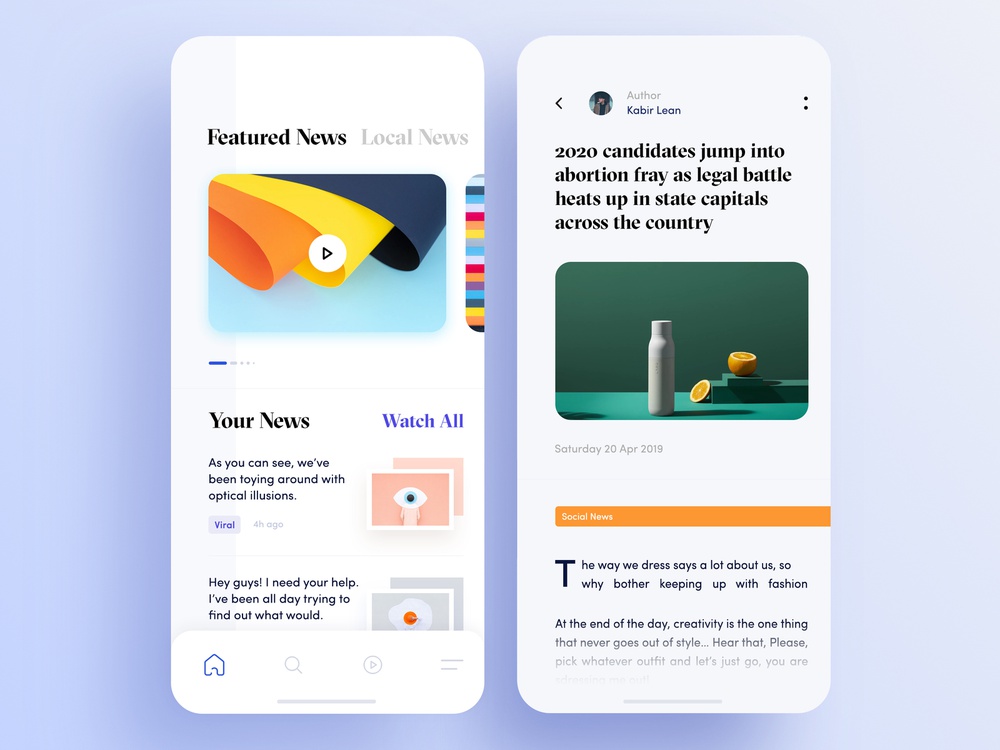 Featured News Local News
Your News Watch All
As you can see, we've
been toying around with
optical illusions.
Viral 4h ago
Hey guys! I need your help.
I've been all day trying to
find out what would.
Author
Kabir Lean
2020 candidates jump into
abortion fray as legal battle
heats up in state capitals
across the country
Saturday 20 Apr 2019
Social News
The way we dress says a lot about us, so
why bother keeping up with fashion
At the end of the day, creativity is the one thing
that never goes out of style... Hear that, Please,
pick whatever outfit and let's just go, you are